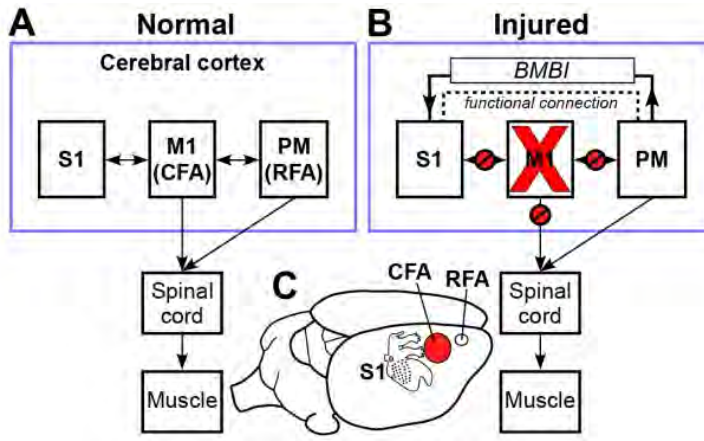 A
Normal
Cerebral cortex
S1
M1
(CFA)
PM
(RFA)
Spinal
cord
Muscle
B
Injured
BMBI
functional connection
S1
M1
PM
Spinal
cord
Muscle
C
CFA
RFA
S1